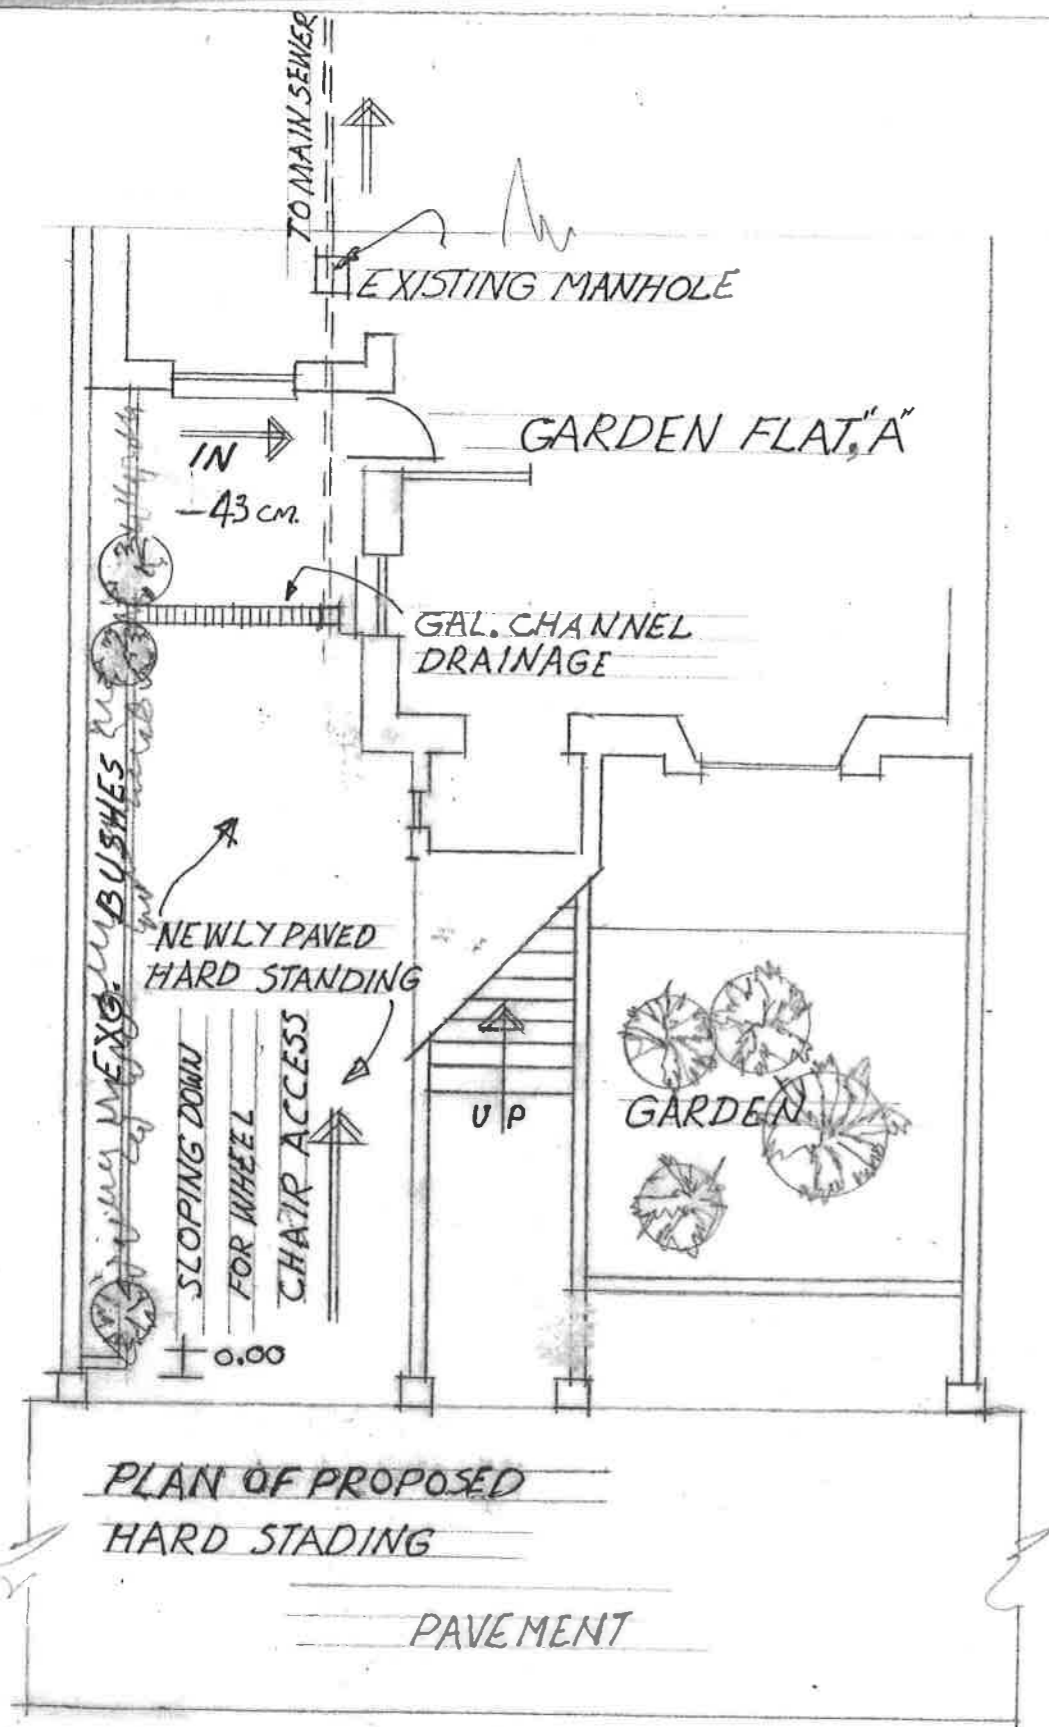 TO MAIN SEWER
EXISTING MANHOLE
GARDEN FLAT, "A"
IN
-43 CM.
GAL. CHANNEL
DRAINAGE
EXG. BUSHES
NEWLY PAVED
HARD STANDING
SLOPING DOWN
FOR WHEEL
CHAIR ACCESS
UP
GARDEN
0.00
PLAN OF PROPOSED
HARD STADING
PAVEMENT